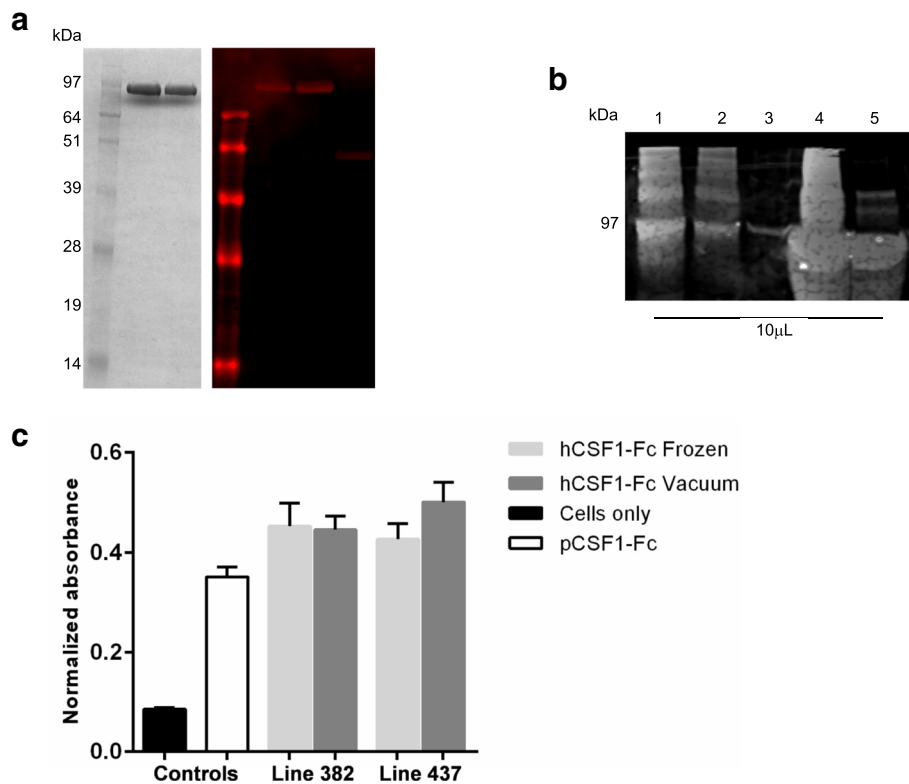 a
kDa
97
64
51
39
28
19
14
b
kDa 1 2 3 4 5
97
10μL
c
Normalized absorbance
0.6
0.4
0.2
0.0
Controls Line 382 Line 437
hCSF1-Fc Frozen
hCSF1-Fc Vacuum
Cells only
pCSF1-Fc